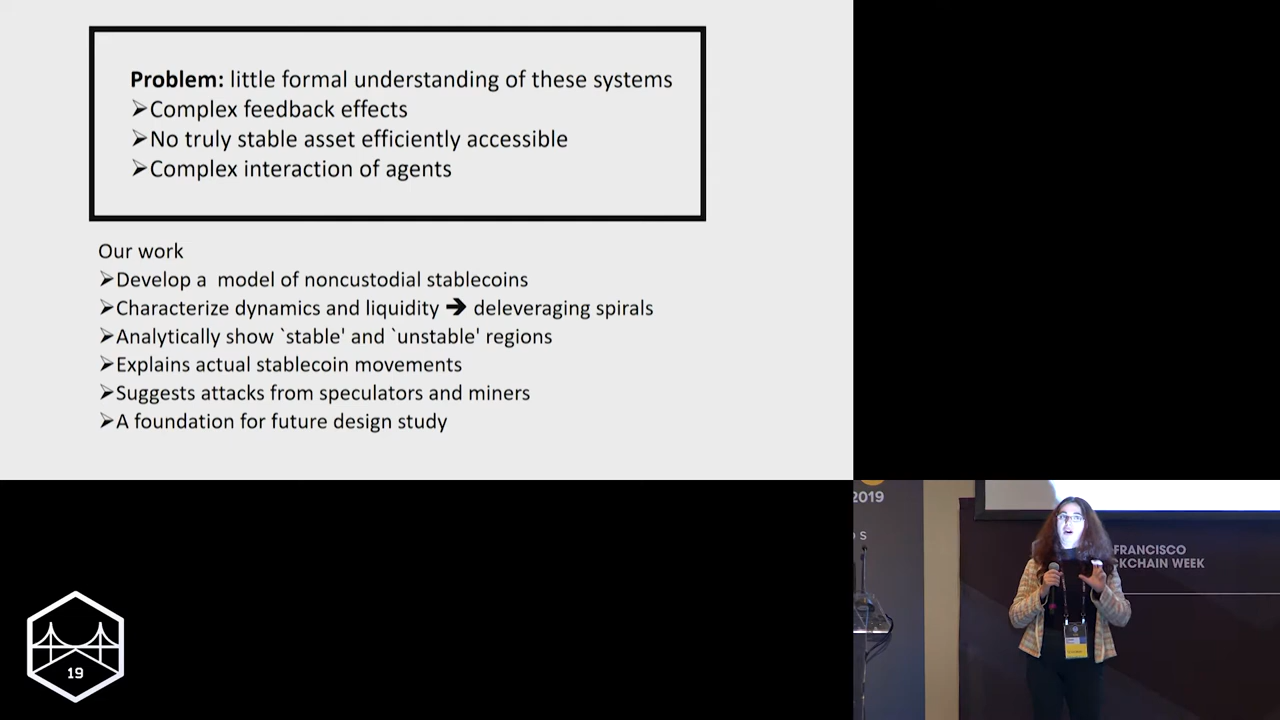 Problem: little formal understanding of these systems
➢Complex feedback effects
➢No truly stable asset efficiently accessible
➢Complex interaction of agents
Our work
➢Develop a  model of noncustodial stablecoins
➢Characterize dynamics and liquidity ➔ deleveraging spirals
➢Analytically show `stable' and `unstable' regions
➢Explains actual stablecoin movements
➢Suggests attacks from speculators and miners
➢A foundation for future design study
2019
O S
FRANCISCO
CKCHAIN WEEK
19